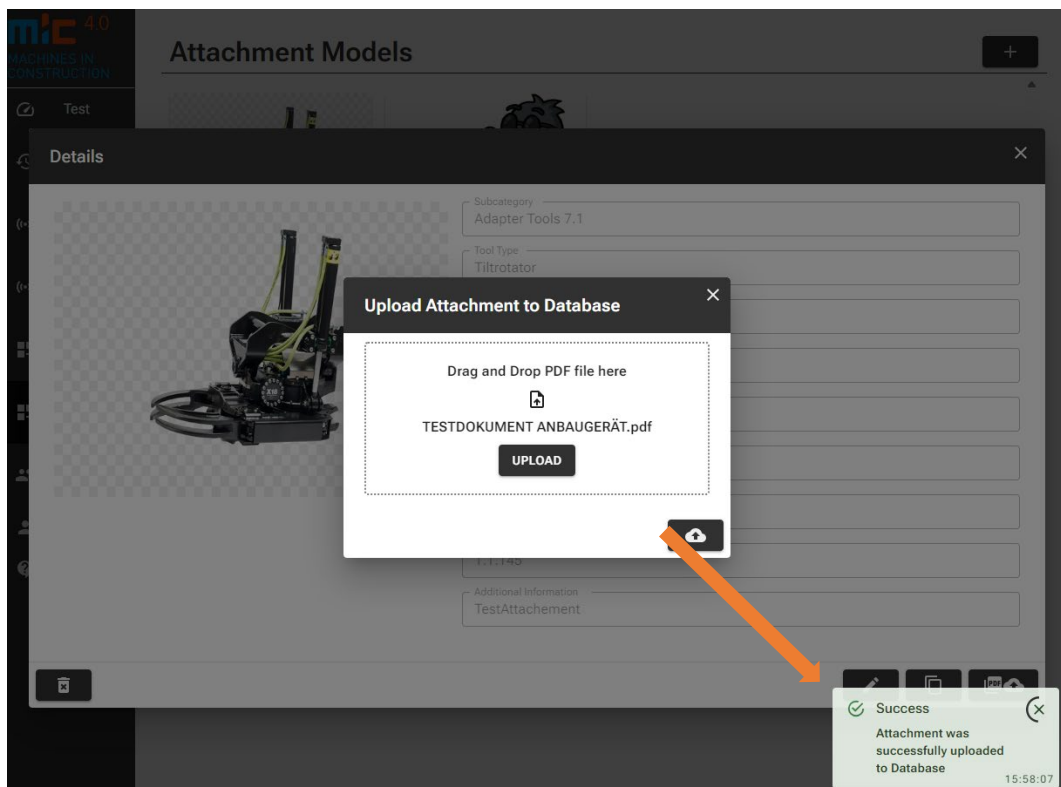 mic 4.0
MACHINES IN
CONSTRUCTION
Attachment Models
Test
Details
Subcategory
Adapter Tools 7.1
Tool Type
Tiltrotator
Upload Attachment to Database
Drag and Drop PDF file here
TESTDOKUMENT ANBAUGERÄT.pdf
UPLOAD
1.1.145
Additional Information
TestAttachement
PDF
Success
Attachment was
successfully uploaded
to Database
15:58:07